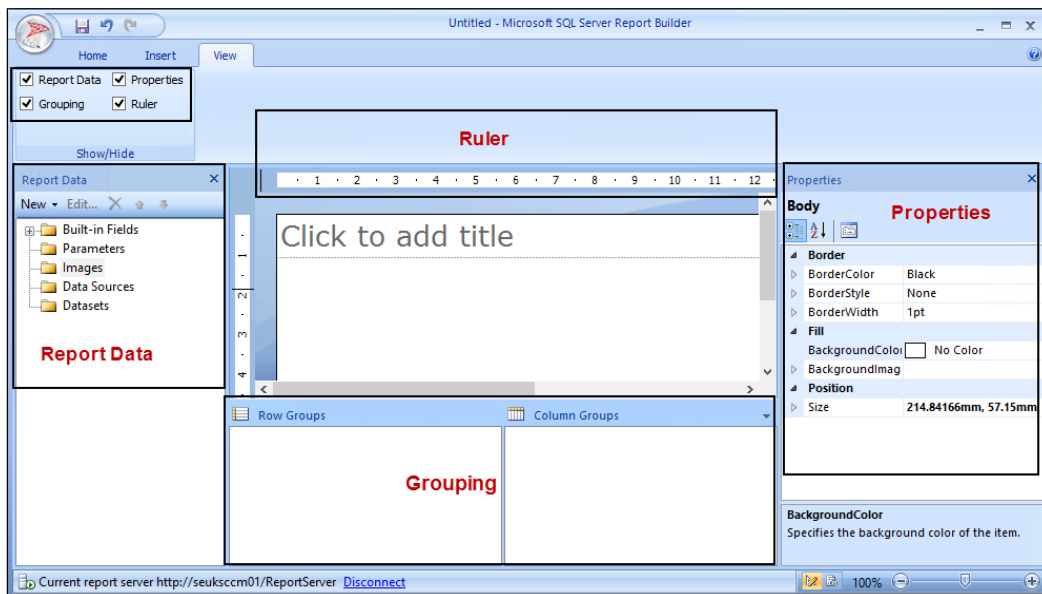 Untitled - Microsoft SQL Server Report Builder
Home Insert View
Report Data Properties
Grouping Ruler
Show/Hide
Ruler
1 2 3 4 5 6 7 8 9 10 11 12
Report Data
New Edit...
Built-in Fields
Parameters
Images
Data Sources
Datasets
Report Data
1
2
3
4
Click to add title
Row Groups Column Groups
Grouping
Properties
Body
Properties
Border
BorderColor Black
BorderStyle None
BorderWidth 1pt
Fill
BackgroundColor No Color
BackgroundImag
Position
Size 214.84166mm, 57.15mm
BackgroundColor
Specifies the background color of the item.
Current report server http://seuksccm01/ReportServer Disconnect
100%